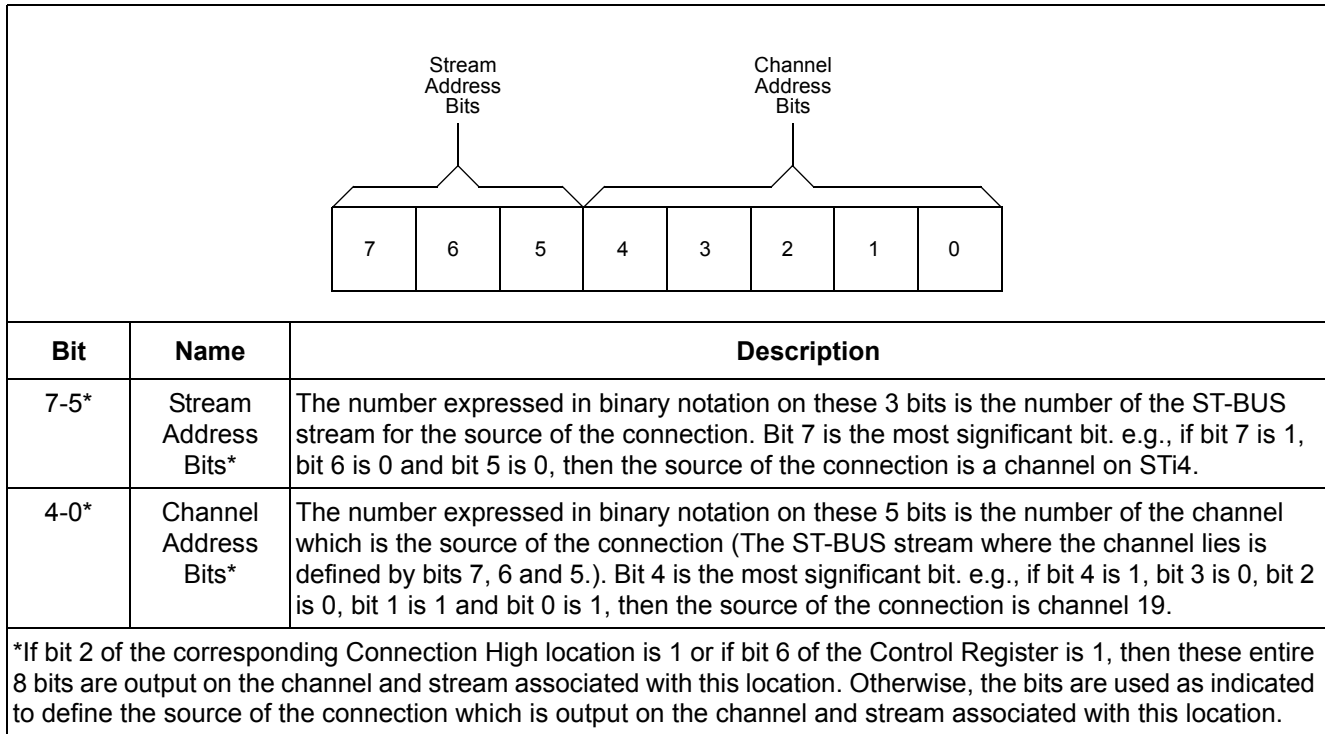 Stream
Address
Bits
Channel
Address
Bits
7 6 5 4 3 2 1 0
Bit Name Description
7-5* Stream Address Bits* The number expressed in binary notation on these 3 bits is the number of the ST-BUS
stream for the source of the connection. Bit 7 is the most significant bit. e.g., if bit 7 is 1,
bit 6 is 0 and bit 5 is 0, then the source of the connection is a channel on STi4.
4-0* Channel Address Bits* The number expressed in binary notation on these 5 bits is the number of the channel
which is the source of the connection (The ST-BUS stream where the channel lies is
defined by bits 7, 6 and 5.). Bit 4 is the most significant bit. e.g., if bit 4 is 1, bit 3 is 0, bit 2
is 0, bit 1 is 1 and bit 0 is 1, then the source of the connection is channel 19.
*If bit 2 of the corresponding Connection High location is 1 or if bit 6 of the Control Register is 1, then these entire
8 bits are output on the channel and stream associated with this location. Otherwise, the bits are used as indicated
to define the source of the connection which is output on the channel and stream associated with this location.